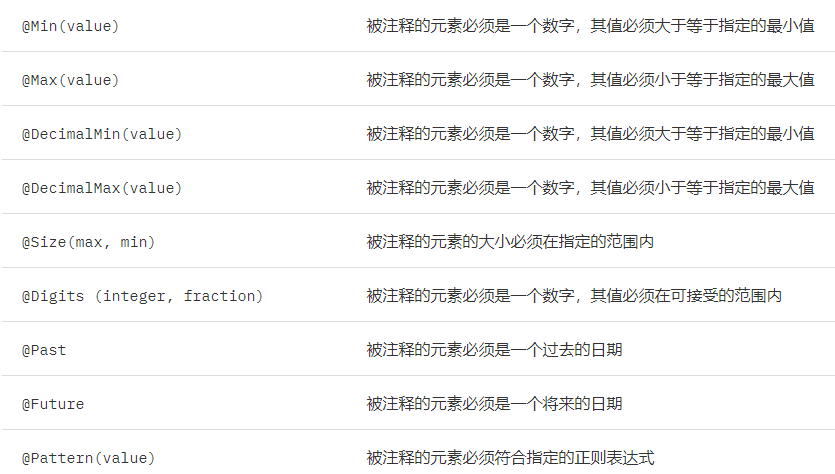 @Min(value) 被注释的元素必须是一个数字，其值必须大于等于指定的最小值
@Max(value) 被注释的元素必须是一个数字，其值必须小于等于指定的最大值
@DecimalMin(value) 被注释的元素必须是一个数字，其值必须大于等于指定的最小值
@DecimalMax(value) 被注释的元素必须是一个数字，其值必须小于等于指定的最大值
@Size(max, min) 被注释的元素的大小必须在指定的范围内
@Digits (integer, fraction) 被注释的元素必须是一个数字，其值必须在可接受的范围内
@Past 被注释的元素必须是一个过去的日期
@Future 被注释的元素必须是一个将来的日期
@Pattern(value) 被注释的元素必须符合指定的正则表达式